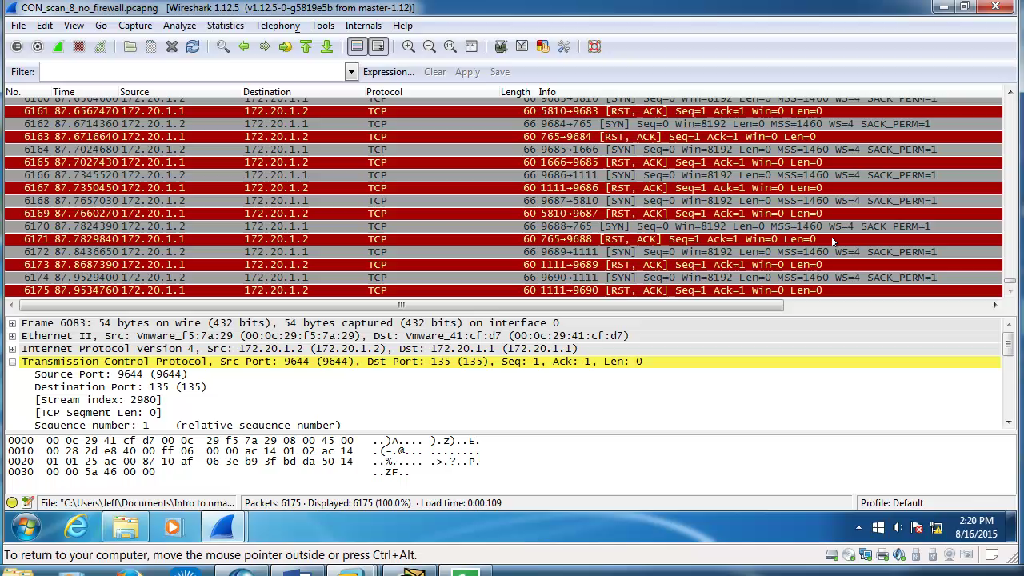 CON_scan_8_no_firewall.pcapng [Wireshark 1.12.5 (v1.12.5-0-g5819e5b from master-1.12)]
File Edit View Go Capture Analyze Statistics Telephony Tools Internals Help
Filter: Expression... Clear Apply Save
No. Time Source Destination Protocol Length Info
6161 87.6562470 172.20.1.1 172.20.1.2 TCP 60 5810→9683 [RST, ACK] Seq=1 Ack=1 Win=0 Len=0
6162 87.6714360 172.20.1.2 172.20.1.1 TCP 66 9684→765 [SYN] Seq=0 Win=8192 Len=0 MSS=1460 WS=4 SACK_PERM=1
6163 87.6716640 172.20.1.1 172.20.1.2 TCP 60 765→9684 [RST, ACK] Seq=1 Ack=1 Win=0 Len=0
6164 87.7024680 172.20.1.2 172.20.1.1 TCP 66 9685→1666 [SYN] Seq=0 Win=8192 Len=0 MSS=1460 WS=4 SACK_PERM=1
6165 87.7027430 172.20.1.1 172.20.1.2 TCP 60 1666→9685 [RST, ACK] Seq=1 Ack=1 Win=0 Len=0
6166 87.7345520 172.20.1.2 172.20.1.1 TCP 66 9686→1111 [SYN] Seq=0 Win=8192 Len=0 MSS=1460 WS=4 SACK_PERM=1
6167 87.7350450 172.20.1.1 172.20.1.2 TCP 60 1111→9686 [RST, ACK] Seq=1 Ack=1 Win=0 Len=0
6168 87.7657030 172.20.1.2 172.20.1.1 TCP 66 9687→5810 [SYN] Seq=0 Win=8192 Len=0 MSS=1460 WS=4 SACK_PERM=1
6169 87.7660270 172.20.1.1 172.20.1.2 TCP 60 5810→9687 [RST, ACK] Seq=1 Ack=1 Win=0 Len=0
6170 87.7824390 172.20.1.2 172.20.1.1 TCP 66 9688→765 [SYN] Seq=0 Win=8192 Len=0 MSS=1460 WS=4 SACK_PERM=1
6171 87.7829840 172.20.1.1 172.20.1.2 TCP 60 765→9688 [RST, ACK] Seq=1 Ack=1 Win=0 Len=0
6172 87.8436650 172.20.1.2 172.20.1.1 TCP 66 9689→1111 [SYN] Seq=0 Win=8192 Len=0 MSS=1460 WS=4 SACK_PERM=1
6173 87.8687390 172.20.1.1 172.20.1.2 TCP 60 1111→9689 [RST, ACK] Seq=1 Ack=1 Win=0 Len=0
6174 87.9529400 172.20.1.2 172.20.1.1 TCP 66 9690→1111 [SYN] Seq=0 Win=8192 Len=0 MSS=1460 WS=4 SACK_PERM=1
6175 87.9534760 172.20.1.1 172.20.1.2 TCP 60 1111→9690 [RST, ACK] Seq=1 Ack=1 Win=0 Len=0
Frame 6083: 54 bytes on wire (432 bits), 54 bytes captured (432 bits) on interface 0
Ethernet II, Src: Vmware_f5:7a:29 (00:0c:29:f5:7a:29), Dst: Vmware_41:cf:d7 (00:0c:29:41:cf:d7)
Internet Protocol Version 4, Src: 172.20.1.2 (172.20.1.2), Dst: 172.20.1.1 (172.20.1.1)
Transmission Control Protocol, Src Port: 9644 (9644), Dst Port: 135 (135), Seq: 1, Ack: 1, Len: 0
Source Port: 9644 (9644)
Destination Port: 135 (135)
[Stream index: 2980]
[TCP Segment Len: 0]
Sequence number: 1 (relative sequence number)
0000 00 0c 29 41 cf d7 00 0c 29 f5 7a 29 08 00 45 00 ..)A.... ).z)..E.
0010 00 28 2d e8 40 00 ff 06 00 00 ac 14 01 02 ac 14 .(-.@... ........
0020 01 01 25 ac 00 87 10 af 06 3e b9 3f bd da 50 14 ..%..... .>.?..P.
0030 00 00 5a 46 00 00 ..ZF..
File: "C:\Users\Jeff\Documents\Intro to nma... Packets: 6175 · Displayed: 6175 (100.0%) · Load time: 0:00.109 Profile: Default
2:20 PM
8/16/2015
To return to your computer, move the mouse pointer outside or press Ctrl+Alt.